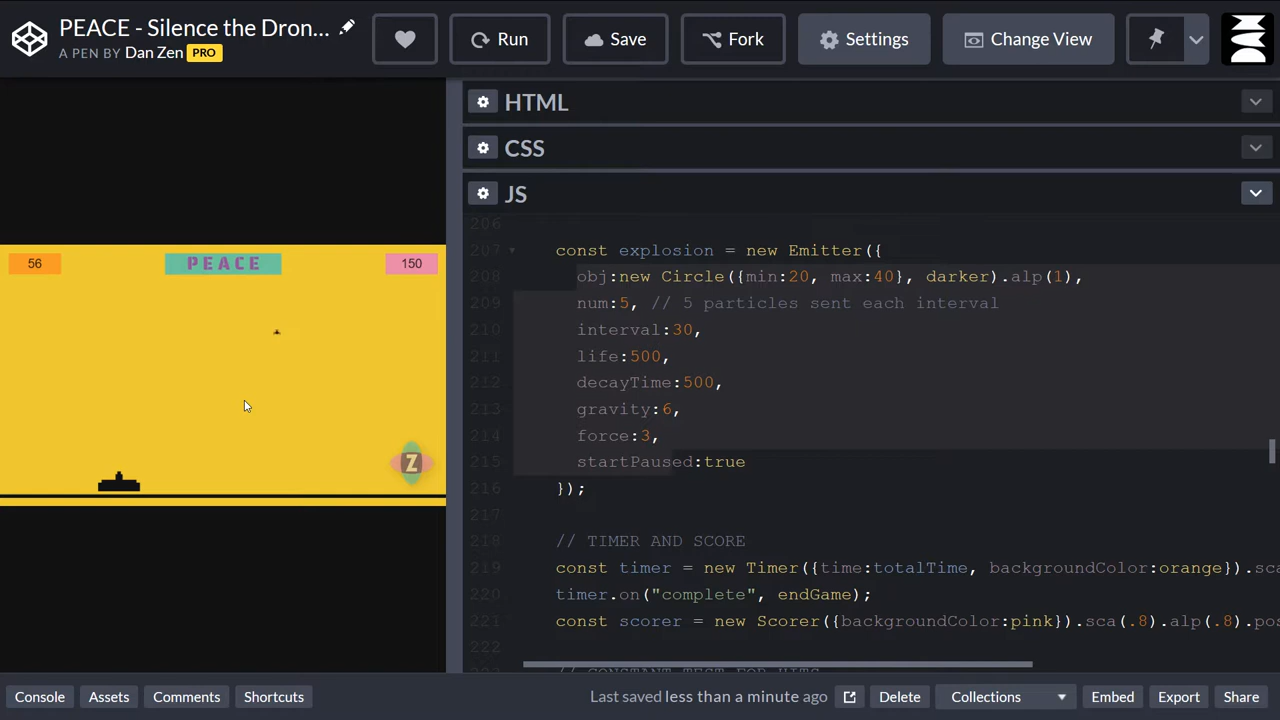 PEACE - Silence the Dron...
A PEN BY Dan Zen PRO
Run
Save
Fork
Settings
Change View
56
PEACE
150
Z
HTML
CSS
JS
206
207 const explosion = new Emitter({
208 obj:new Circle({min:20, max:40}, darker).alp(1),
209 num:5, // 5 particles sent each interval
210 interval:30,
211 life:500,
212 decayTime:500,
213 gravity:6,
214 force:3,
215 startPaused:true
216 });
217
218 // TIMER AND SCORE
219 const timer = new Timer({time:totalTime, backgroundColor:orange}).sca
220 timer.on("complete", endGame);
221 const scorer = new Scorer({backgroundColor:pink}).sca(.8).alp(.8).pos
222
223 // CONSTANT TEST FOR HITS
Console
Assets
Comments
Shortcuts
Last saved less than a minute ago
Delete
Collections
Embed
Export
Share